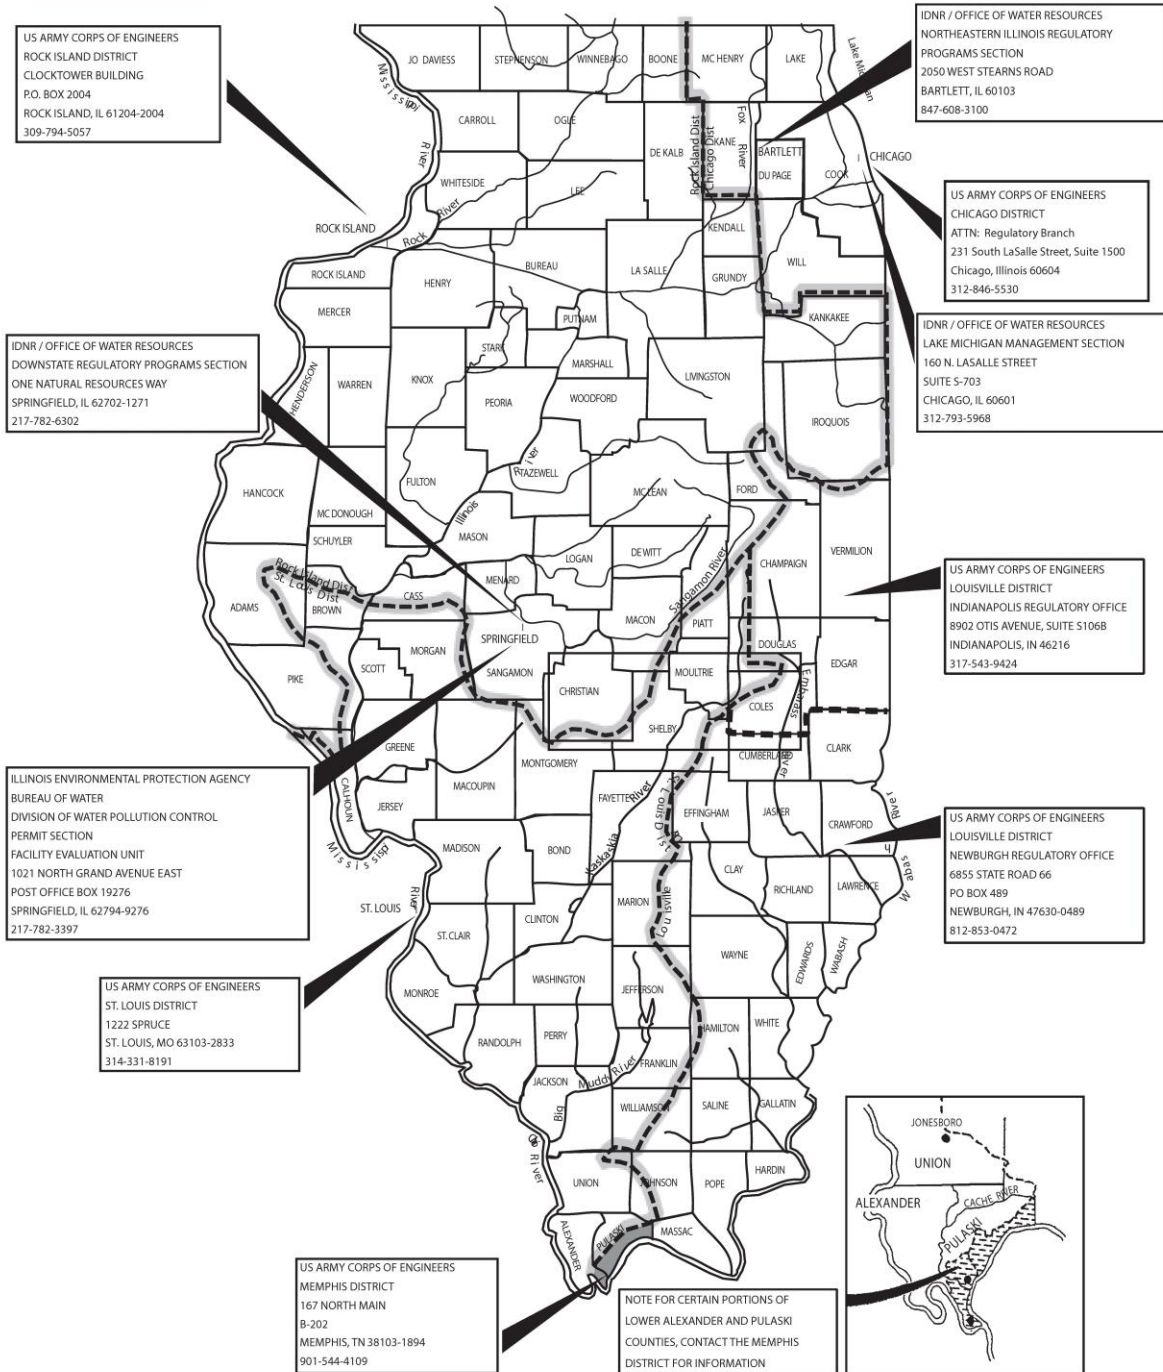 US ARMY CORPS OF ENGINEERS
ROCK ISLAND DISTRICT
CLOCKTOWER BUILDING
P.O. BOX 2004
ROCK ISLAND, IL 61204-2004
309-794-5057
IDNR / OFFICE OF WATER RESOURCES
NORTHEASTERN ILLINOIS REGULATORY
PROGRAMS SECTION
2050 WEST STEARNS ROAD
BARTLETT, IL 60103
847-608-3100
US ARMY CORPS OF ENGINEERS
CHICAGO DISTRICT
ATTN: Regulatory Branch
231 South LaSalle Street, Suite 1500
Chicago, Illinois 60604
312-846-5530
IDNR / OFFICE OF WATER RESOURCES
LAKE MICHIGAN MANAGEMENT SECTION
160 N. LASALLE STREET
SUITE S-703
CHICAGO, IL 60601
312-793-5968
IDNR / OFFICE OF WATER RESOURCES
DOWNSTATE REGULATORY PROGRAMS SECTION
ONE NATURAL RESOURCES WAY
SPRINGFIELD, IL 62702-1271
217-782-6302
US ARMY CORPS OF ENGINEERS
LOUISVILLE DISTRICT
INDIANAPOLIS REGULATORY OFFICE
8902 OTIS AVENUE, SUITE S106B
INDIANAPOLIS, IN 46216
317-543-9424
ILLINOIS ENVIRONMENTAL PROTECTION AGENCY
BUREAU OF WATER
DIVISION OF WATER POLLUTION CONTROL
PERMIT SECTION
FACILITY EVALUATION UNIT
1021 NORTH GRAND AVENUE EAST
POST OFFICE BOX 19276
SPRINGFIELD, IL 62794-9276
217-782-3397
US ARMY CORPS OF ENGINEERS
LOUISVILLE DISTRICT
NEWBURGH REGULATORY OFFICE
6855 STATE ROAD 66
PO BOX 489
NEWBURGH, IN 47630-0489
812-853-0472
US ARMY CORPS OF ENGINEERS
ST. LOUIS DISTRICT
1222 SPRUCE
ST. LOUIS, MO 63103-2833
314-331-8191
US ARMY CORPS OF ENGINEERS
MEMPHIS DISTRICT
167 NORTH MAIN
B-202
MEMPHIS, TN 38103-1894
901-544-4109
NOTE FOR CERTAIN PORTIONS OF
LOWER ALEXANDER AND PULASKI
COUNTIES, CONTACT THE MEMPHIS
DISTRICT FOR INFORMATION
JO DAVIESS
STEPHENSON
WINNEBAGO
BOONE
MC HENRY
LAKE
Lake Michigan
Mississippi
River
CARROLL
OGLE
DE KALB
Rock Island Dist
Chicago Dist
KANE
Fox
River
BARTLETT
DU PAGE
COOK
CHICAGO
WHITESIDE
LEE
Rock
River
ROCK ISLAND
ROCK ISLAND
HENRY
BUREAU
LA SALLE
KENDALL
GRUNDY
WILL
KANKAKEE
MERCER
PUTNAM
STARK
MARSHALL
LIVINGSTON
IROQUOIS
HENDERSON
WARREN
KNOX
PEORIA
WOODFORD
HANCOCK
MC DONOUGH
FULTON
River
TAZEWELL
MC LEAN
FORD
SCHUYLER
Illinois
MASON
LOGAN
DE WITT
CHAMPAIGN
VERMILION
ADAMS
Rock Island Dist
St. Louis Dist
BROWN
CASS
MENARD
Sangamon River
PIATT
MACON
SPRINGFIELD
SANGAMON
DOUGLAS
EDGAR
PIKE
SCOTT
MORGAN
CHRISTIAN
MOULTRIE
COLES
Embarass
River
SHELBY
CUMBERLAND
CLARK
GREENE
MACOUPIN
MONTGOMERY
CALHOUN
JERSEY
FAYETTE
EFFINGHAM
JASPER
CRAWFORD
Kaskaskia
River
St. Louis Dist
Louisville
MADISON
BOND
CLAY
RICHLAND
LAWRENCE
Wabash
River
ST. LOUIS
River
ST. CLAIR
CLINTON
MARION
WAYNE
EDWARDS
WABASH
MONROE
WASHINGTON
JEFFERSON
RANDOLPH
PERRY
HAMILTON
WHITE
FRANKLIN
JACKSON
Big
Muddy River
WILLIAMSON
SALINE
GALLATIN
River
UNION
JOHNSON
POPE
HARDIN
ALEXANDER
PULASKI
MASSAC
JONESBORO
UNION
ALEXANDER
CACHE RIVER
PULASKI